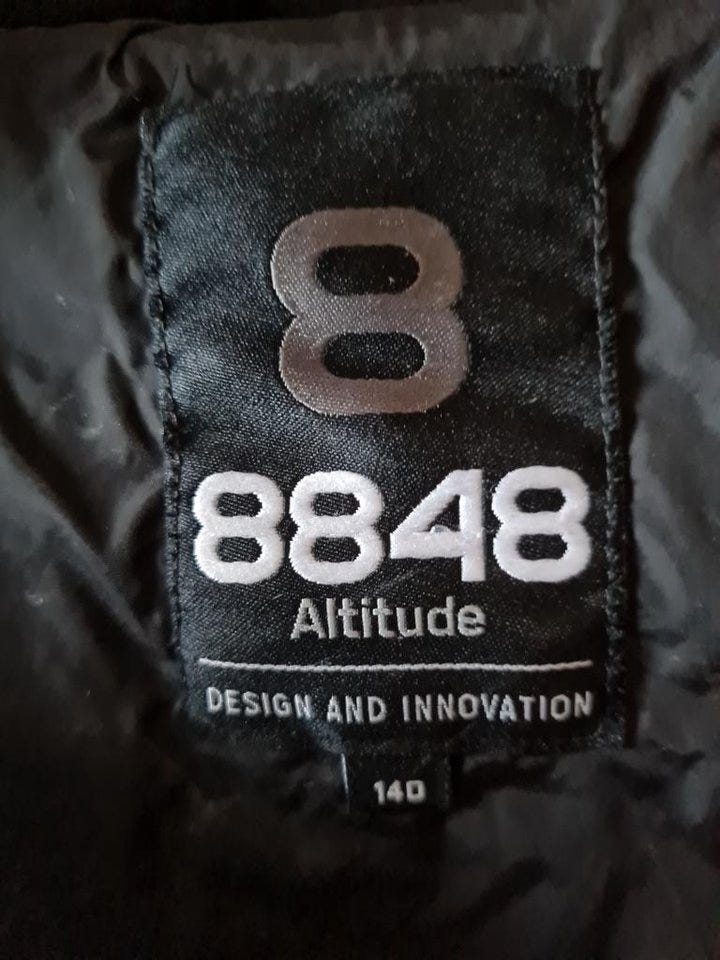 8
8848
Altitude
DESIGN AND INNOVATION
140